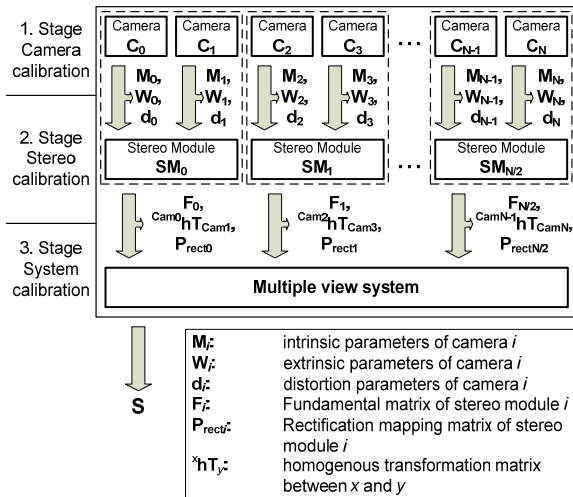 1. Stage
Camera
calibration
2. Stage
Stereo
calibration
3. Stage
System
calibration
Camera Camera Camera Camera Camera Camera
C0 C1 C2 C3 ... CN-1 CN
M0, M1, M2, M3, MN-1, MN,
W0, W1, W2, W3, WN-1, WN,
d0 d1 d2 d3 dN-1 dN
Stereo Module Stereo Module Stereo Module
SM0 SM1 ... SMN/2
F0, F1, FN/2,
Cam0hTCam1, Cam2hTCam3, CamN-1hTCamN,
Prect0 Prect1 PrectN/2
Multiple view system
S
Mi: intrinsic parameters of camera i
Wi: extrinsic parameters of camera i
di: distortion parameters of camera i
Fi: Fundamental matrix of stereo module i
Precti: Rectification mapping matrix of stereo
module i
xhTy: homogenous transformation matrix
between x and y